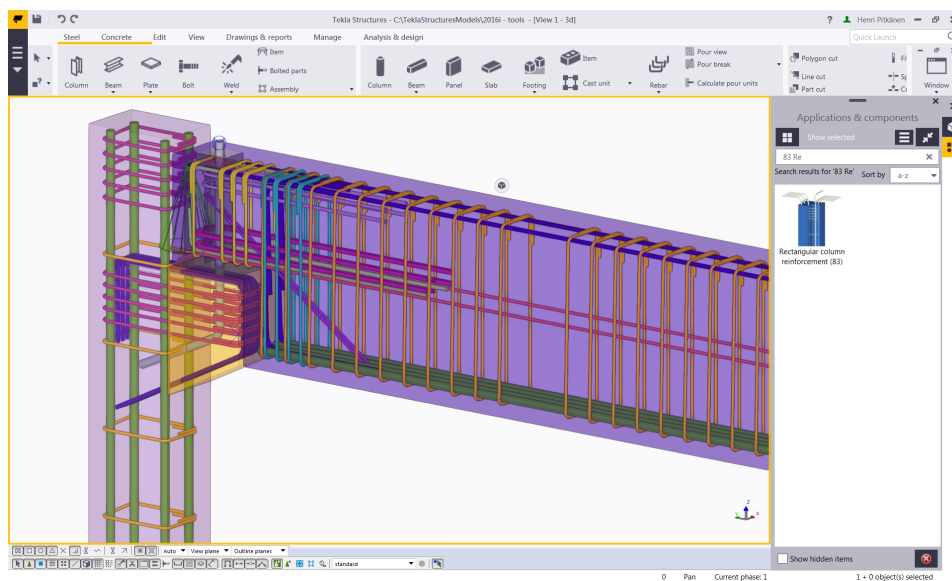 Tekla Structures - C:\TeklaStructuresModels\2016i - tools - [View 1 - 3d]
? Henri Pitkänen
Steel Concrete Edit View Drawings & reports Manage Analysis & design
Quick Launch
Column Beam Plate Bolt Weld
Item
Bolted parts
Assembly
Column Beam Panel Slab Footing
Item
Cast unit
Rebar
Pour view
Pour break
Calculate pour units
Polygon cut
Line cut
Part cut
Window
Applications & components
Show selected
83 Re
Search results for '83 Re' Sort by a-z
Rectangular column
reinforcement (83)
z
x
Show hidden items
Auto View plane Outline planes
standard
0 Pan Current phase: 1 1 + 0 object(s) selected